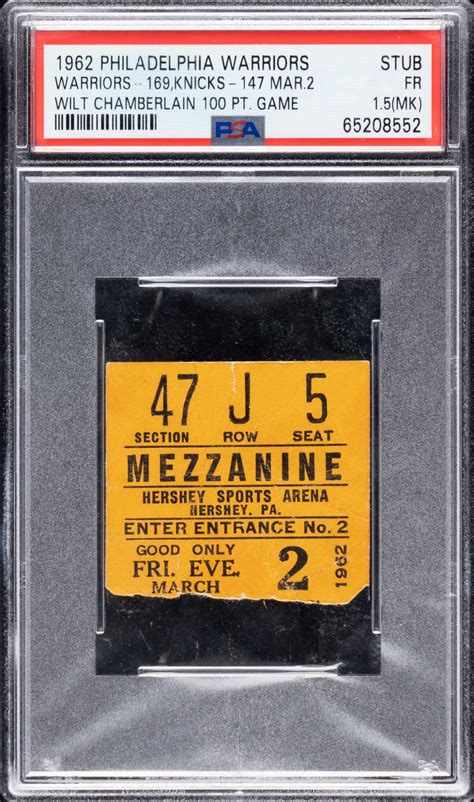 1962 PHILADELPHIA WARRIORS STUB
WARRIORS - 169,KNICKS - 147 MAR.2 FR
WILT CHAMBERLAIN 100 PT. GAME 1.5(MK)
PSA 65208552
47 J 5
SECTION ROW SEAT
MEZZANINE
HERSHEY SPORTS ARENA
HERSHEY, PA.
ENTER ENTRANCE No. 2
GOOD ONLY
FRI. EVE. 2 1962
MARCH